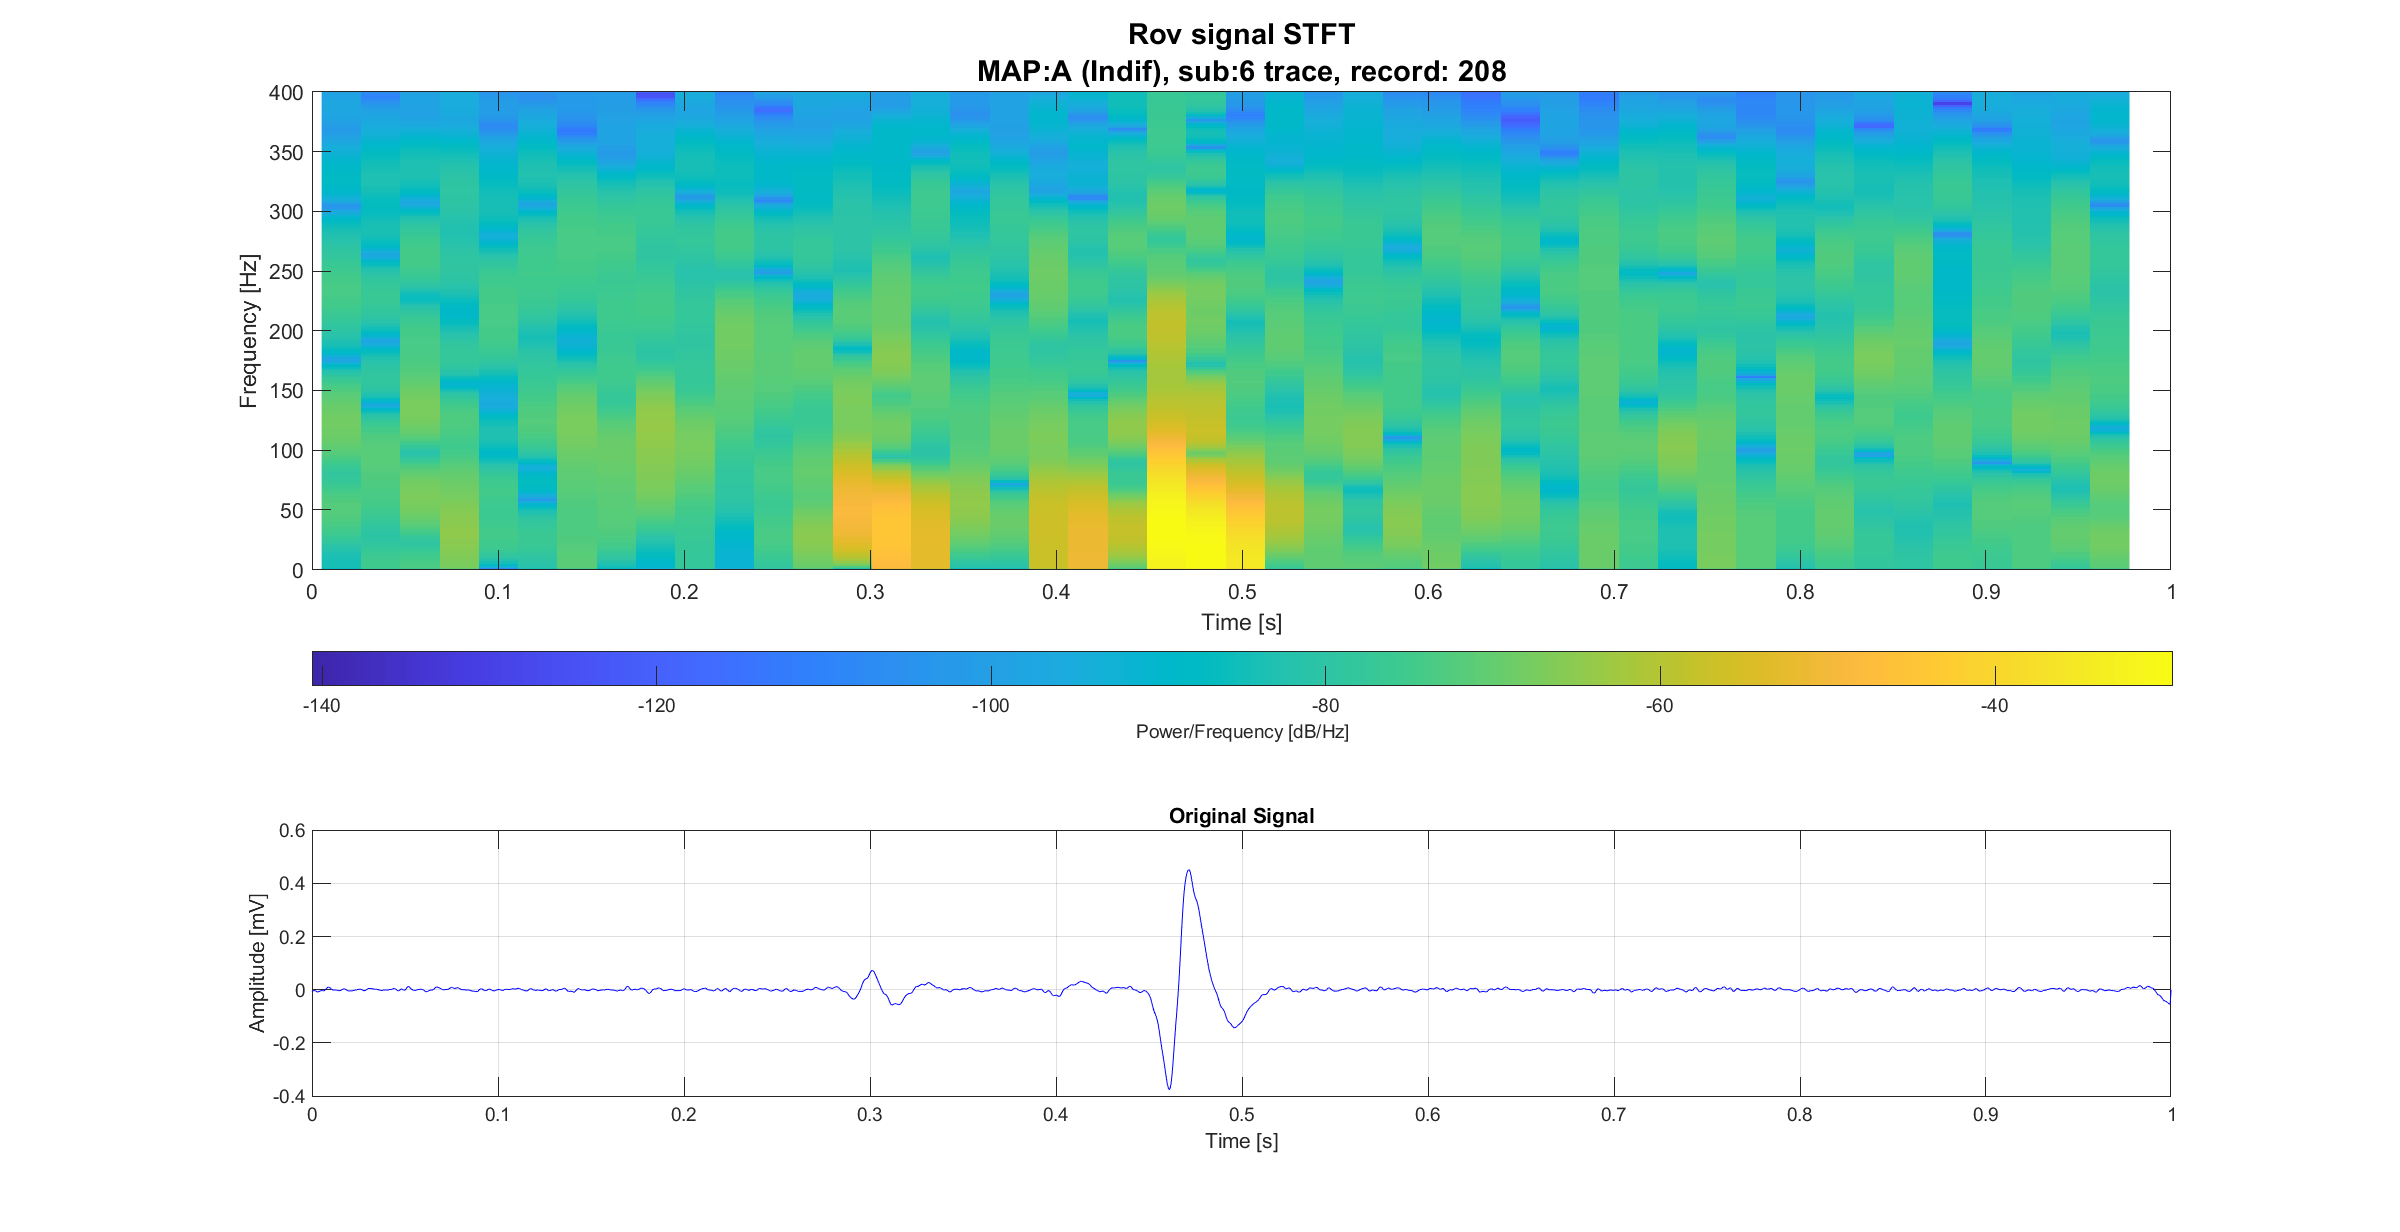 Rov signal STFT
MAP:A (Indif), sub:6 trace, record: 208
400
350
300
250
200
150
100
50
0
Frequency [Hz]
0 0.1 0.2 0.3 0.4 0.5 0.6 0.7 0.8 0.9 1
Time [s]
-140 -120 -100 -80 -60 -40
Power/Frequency [dB/Hz]
Original Signal
0.6
0.4
0.2
0
-0.2
-0.4
Amplitude [mV]
0 0.1 0.2 0.3 0.4 0.5 0.6 0.7 0.8 0.9 1
Time [s]